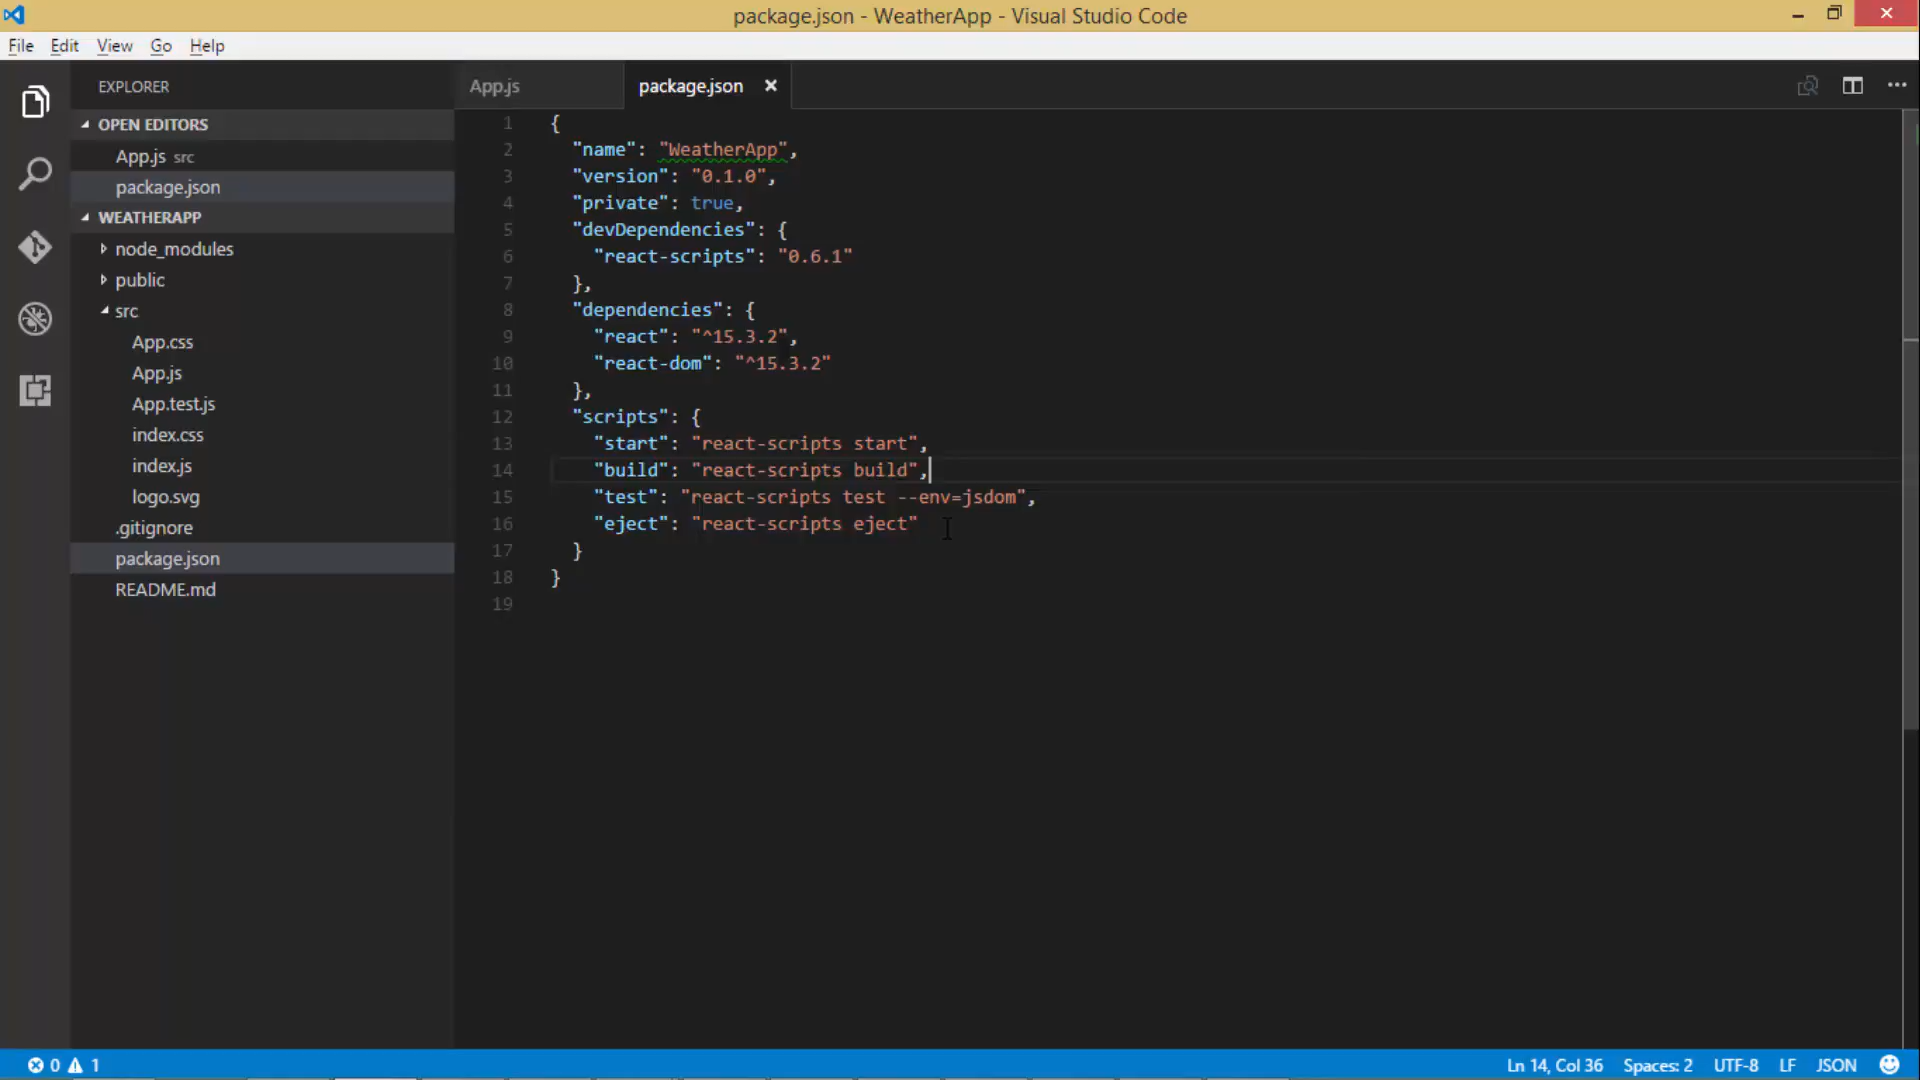 package.json - WeatherApp - Visual Studio Code
File Edit View Go Help
EXPLORER
OPEN EDITORS
App.js src
package.json
WEATHERAPP
node_modules
public
src
App.css
App.js
App.test.js
index.css
index.js
logo.svg
.gitignore
package.json
README.md
App.js package.json
1 {
2 "name": "WeatherApp",
3 "version": "0.1.0",
4 "private": true,
5 "devDependencies": {
6 "react-scripts": "0.6.1"
7 },
8 "dependencies": {
9 "react": "^15.3.2",
10 "react-dom": "^15.3.2"
11 },
12 "scripts": {
13 "start": "react-scripts start",
14 "build": "react-scripts build",
15 "test": "react-scripts test --env=jsdom",
16 "eject": "react-scripts eject"
17 }
18 }
19
0 1 Ln 14, Col 36 Spaces: 2 UTF-8 LF JSON